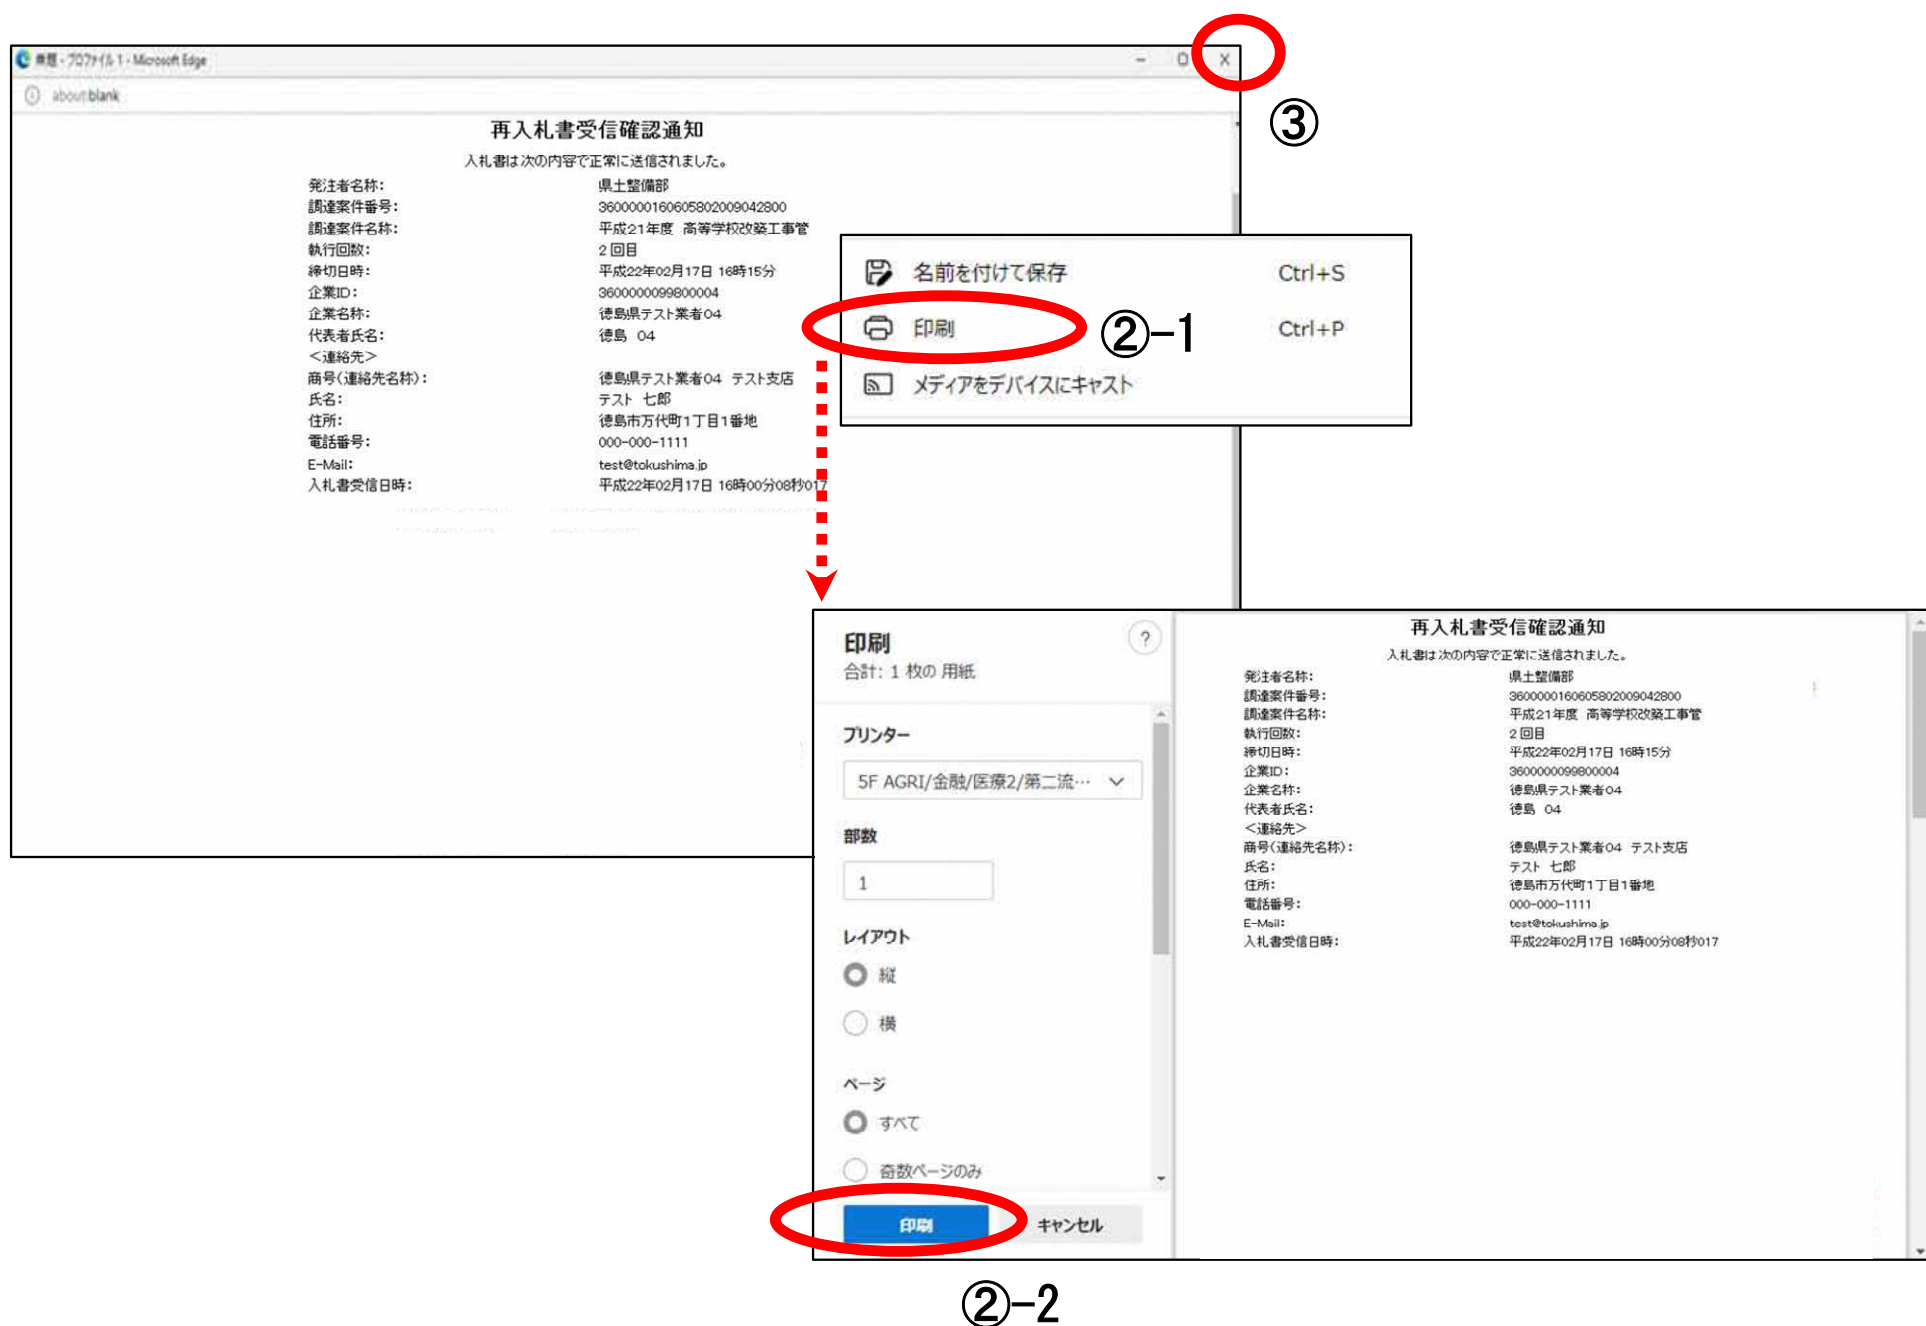 無題 - プロファイル 1 - Microsoft Edge
about:blank
③
再入札書受信確認通知
入札書は次の内容で正常に送信されました。
発注者名称： 県土整備部
調達案件番号： 3600000160605802009042800
調達案件名称： 平成21年度 高等学校改築工事管
執行回数： 2 回目
締切日時： 平成22年02月17日 16時15分
企業ID： 3600000099800004
企業名称： 徳島県テスト業者04
代表者氏名： 徳島 04
＜連絡先＞
商号(連絡先名称)： 徳島県テスト業者04 テスト支店
氏名： テスト 七郎
住所： 徳島市万代町1丁目1番地
電話番号： 000-000-1111
E-Mail： test@tokushima.jp
入札書受信日時： 平成22年02月17日 16時00分08秒017
名前を付けて保存 Ctrl+S
印刷 ②-1 Ctrl+P
メディアをデバイスにキャスト
印刷
?
合計: 1 枚の 用紙
プリンター
5F AGRI/金融/医療2/第二流…
部数
1
レイアウト
縦
横
ページ
すべて
奇数ページのみ
印刷 キャンセル
②-2
再入札書受信確認通知
入札書は次の内容で正常に送信されました。
発注者名称： 県土整備部
調達案件番号： 3600000160605802009042800
調達案件名称： 平成21年度 高等学校改築工事管
執行回数： 2 回目
締切日時： 平成22年02月17日 16時15分
企業ID： 3600000099800004
企業名称： 徳島県テスト業者04
代表者氏名： 徳島 04
＜連絡先＞
商号(連絡先名称)： 徳島県テスト業者04 テスト支店
氏名： テスト 七郎
住所： 徳島市万代町1丁目1番地
電話番号： 000-000-1111
E-Mail： test@tokushima.jp
入札書受信日時： 平成22年02月17日 16時00分08秒017